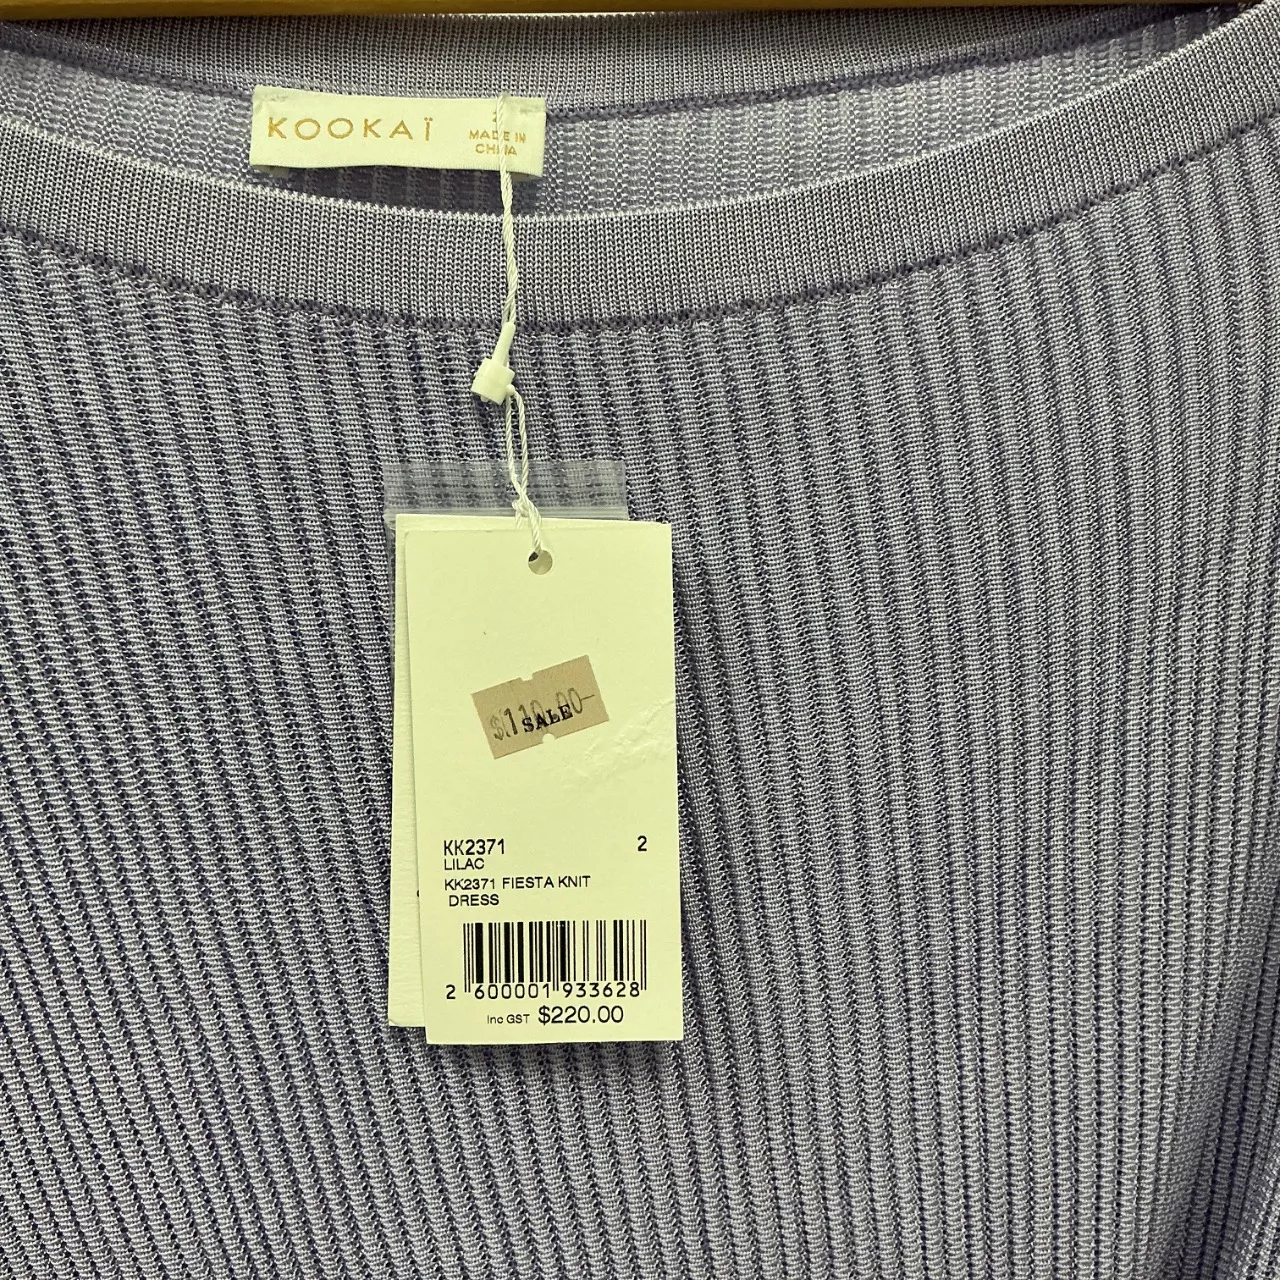 KOOKAÏ
2
MADE IN
CHINA
$110.00
SALE
KK2371 2
LILAC
KK2371 FIESTA KNIT
DRESS
2 600001 933628
Inc GST $220.00